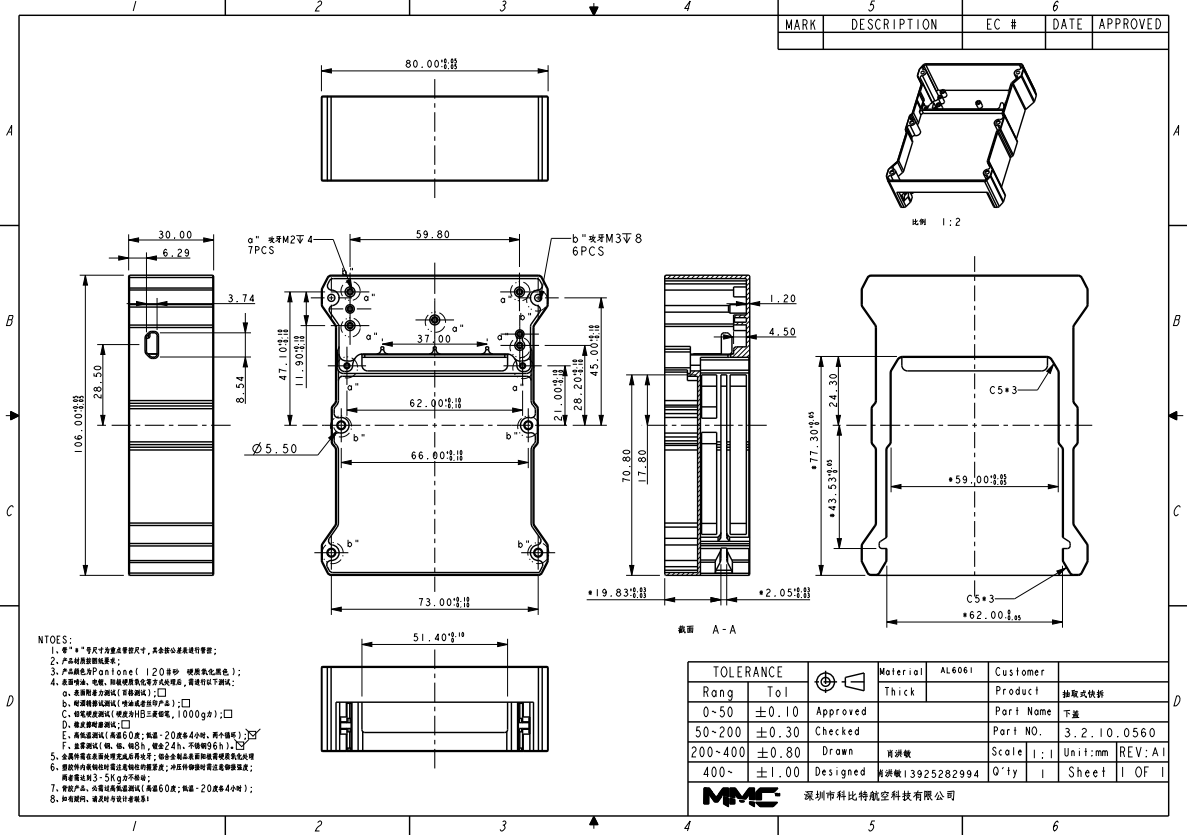 1 2 3 4 5 6
MARK DESCRIPTION EC # DATE APPROVED
A
B
C
D
A
B
C
D
80.00+0.05 -0.05
比例 1:2
30.00
6.29
3.74
8.54
28.50
106.00+0.05 -0.05
a" 攻牙M2↧4
7PCS
59.80
b" 攻牙M3↧8
6PCS
b"
a"
a"
b"
a"
a"
b"
a"
a"
a"
b"
b"
b"
b"
47.10+0.10 -0.10
11.90+0.10 -0.10
37.00
62.00+0.10 -0.10
66.00+0.10 -0.10
Ø5.50
21.00+0.10 -0.10
28.20+0.10 -0.10
45.00+0.10 -0.10
73.00+0.10 -0.10
1.20
4.50
70.80
17.80
*19.83+0.03 -0.03
*2.05+0.03 -0.03
截面 A-A
24.30
*77.30+0.05 -0.05
*43.53+0.05 -0.05
C5*3
*59.00+0.05 -0.05
C5*3
*62.00 0 -0.05
51.40+0.10 0
NTOES:
1、带"*"号尺寸为重点管控尺寸，其余按公差表进行管控；
2、产品材质按图纸要求；
3、产品颜色为Pantone( 120#砂 硬质氧化黑色)；
4、表面喷油、电镀、阳极硬质氧化等方式处理后，需进行以下测试：
a、表面附着力测试(百格测试)；□
b、耐酒精擦拭测试(喷油或者丝印产品)；□
C、铅笔硬度测试(硬度为HB三菱铅笔，1000g力)；□
D、橡皮擦耐磨测试；□
E、高低温测试(高温60度；低温-20度各4小时、两个循环)；☑
F、盐雾测试(铜、铝、钢8h，镀金24h、不锈钢96h)。☑
5、金属件需在表面处理完成后再攻牙；铝合金制品表面阳极需硬质氧化处理
6、塑胶件内嵌铜柱时需注意铜柱的握紧度；冲压件铆接时需注意铆接强度；
两者需达到3-5Kg力不松动；
7、背胶产品、必需过高低温测试(高温60度；低温-20度各4小时)；
8、如有疑问、请及时与设计者联系！
TOLERANCE
Rang Tol
0~50 ±0.10
50~200 ±0.30
200~400 ±0.80
400~ ±1.00
Material AL6061 Customer
Thick Product 抽取式快拆
Approved Part Name 下盖
Checked Part NO. 3.2.10.0560
Drawn 肖洪敏 Scale 1:1 Unit:mm REV:A1
Designed 肖洪敏13925282994 Q'ty 1 Sheet 1 OF 1
MMC 深圳市科比特航空科技有限公司
1 2 3 4 5 6